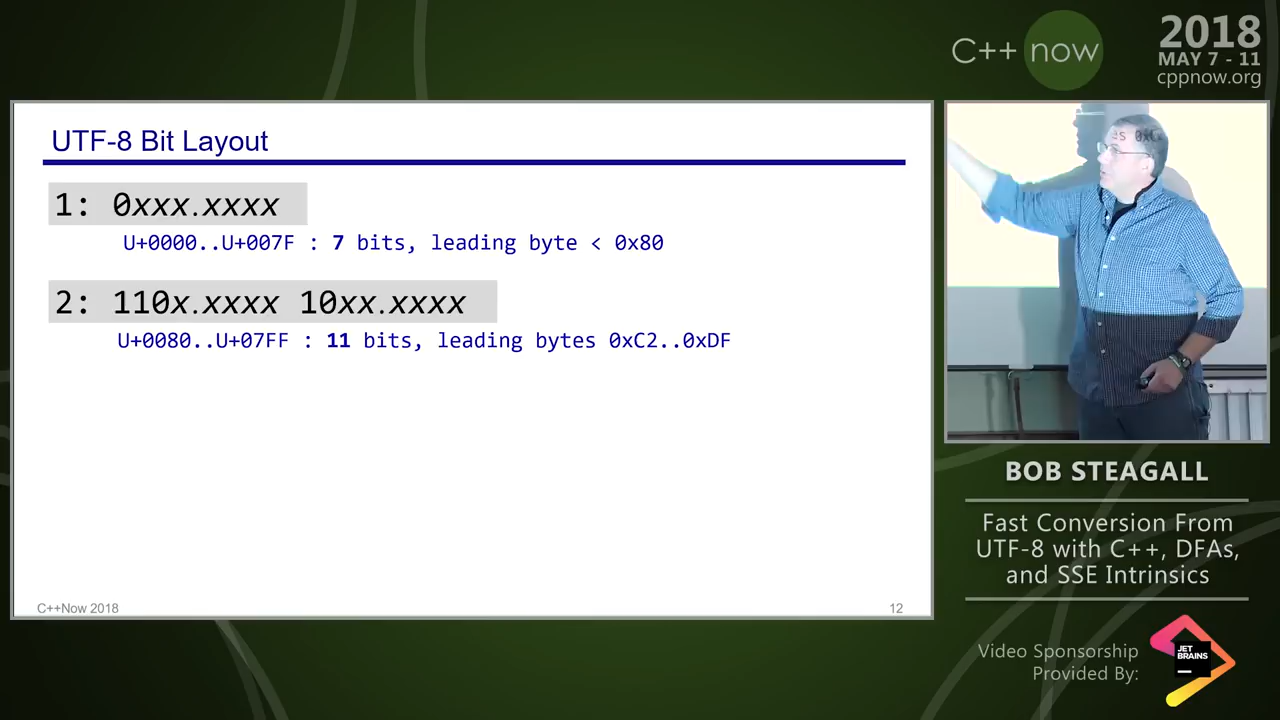 C++ now
2018
MAY 7 - 11
cppnow.org
UTF-8 Bit Layout
1: 0xxx.xxxx
U+0000..U+007F : 7 bits, leading byte < 0x80
2: 110x.xxxx 10xx.xxxx
U+0080..U+07FF : 11 bits, leading bytes 0xC2..0xDF
C++Now 2018
12
BOB STEAGALL
Fast Conversion From
UTF-8 with C++, DFAs,
and SSE Intrinsics
Video Sponsorship
Provided By:
JET
BRAINS